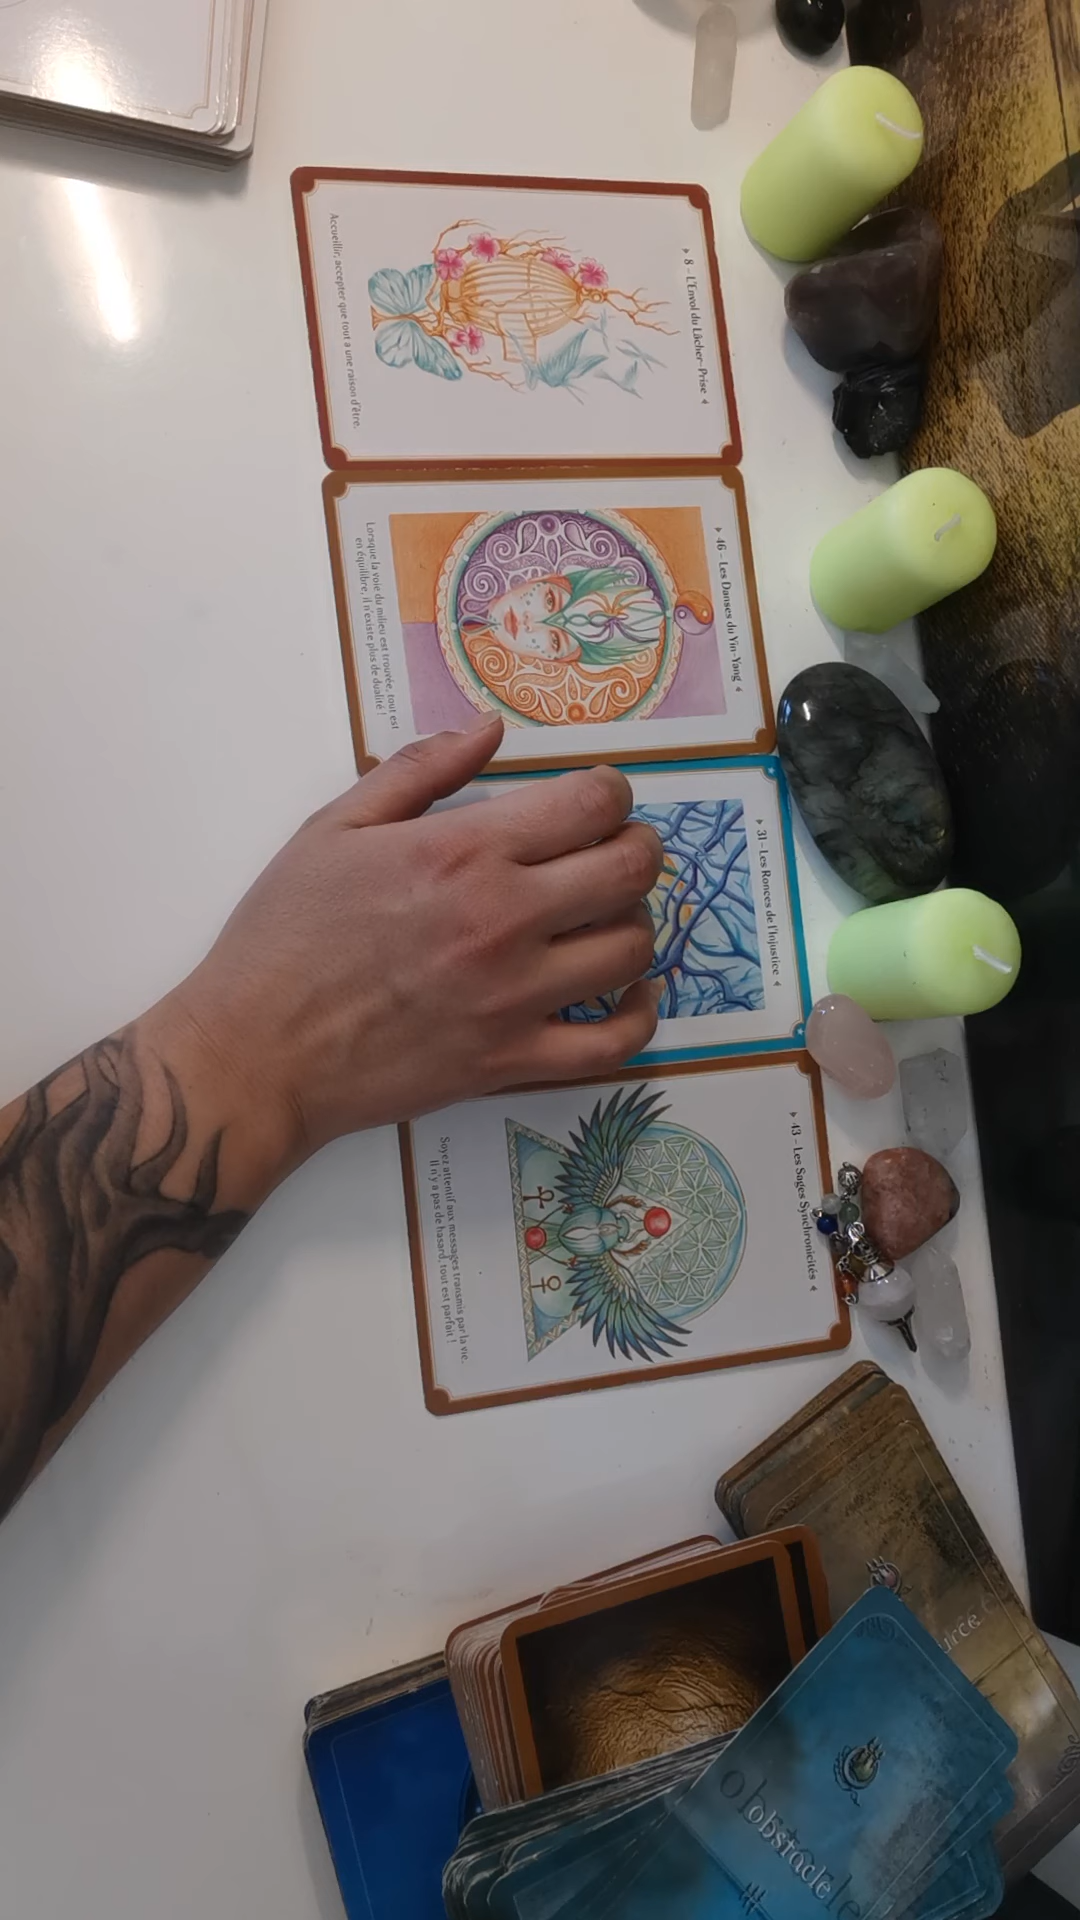 8 - L'Envol du Lâcher-Prise
Accueillir, accepter que tout a une raison d'être.
46 - Les Danses du Yin-Yang
Lorsque la voie du milieu est trouvée, tout est
en équilibre, il n'existe plus de dualité !
31 - Les Ronces de l'Injustice
43 - Les Sages Synchronicités
Soyez attentif aux messages transmis par la vie.
Il n'y a pas de hasard, tout est parfait !
obstacle